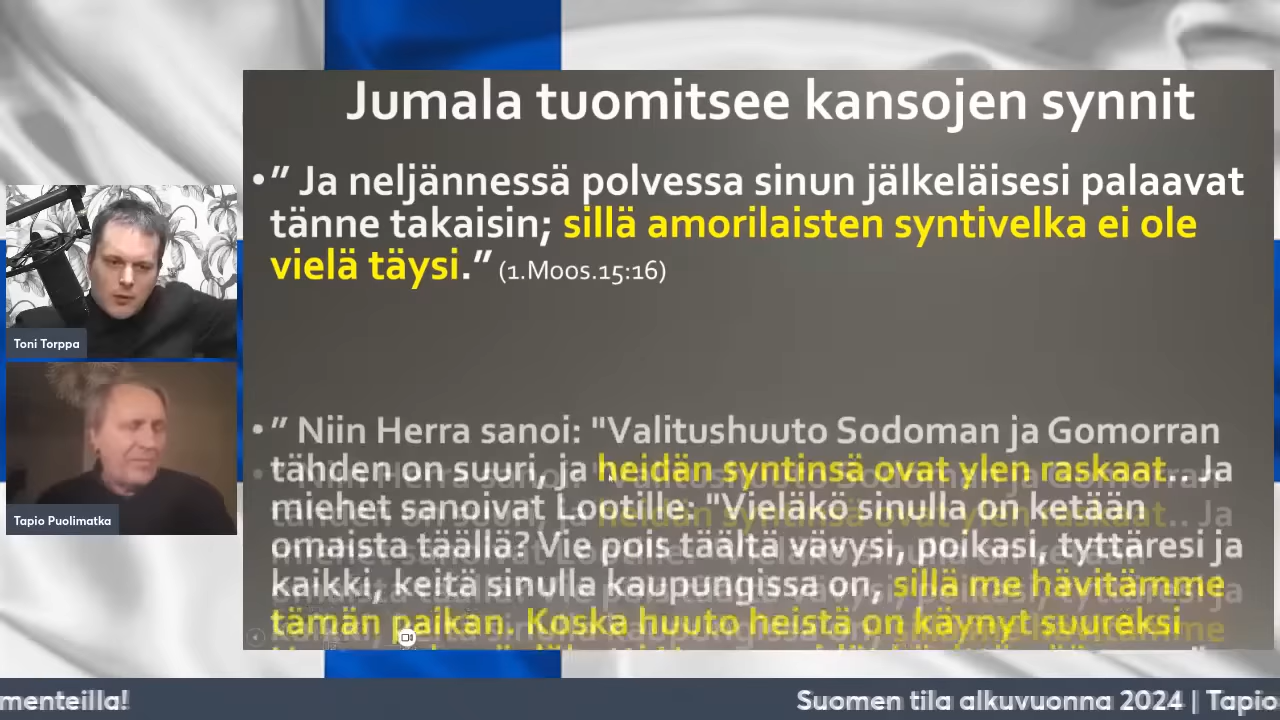 Jumala tuomitsee kansojen synnit
• ” Ja neljännessä polvessa sinun jälkeläisesi palaavat
tänne takaisin; sillä amorilaisten syntivelka ei ole
vielä täysi.” (1.Moos.15:16)
• ” Niin Herra sanoi: "Valitushuuto Sodoman ja Gomorran
tähden on suuri, ja heidän syntinsä ovat ylen raskaat.. Ja
miehet sanoivat Lootille: "Vieläkö sinulla on ketään
omaista täällä? Vie pois täältä vävysi, poikasi, tyttäresi ja
kaikki, keitä sinulla kaupungissa on, sillä me hävitämme
tämän paikan. Koska huuto heistä on käynyt suureksi
Toni Torppa
Tapio Puolimatka
menteilla!
Suomen tila alkuvuonna 2024 | Tapio